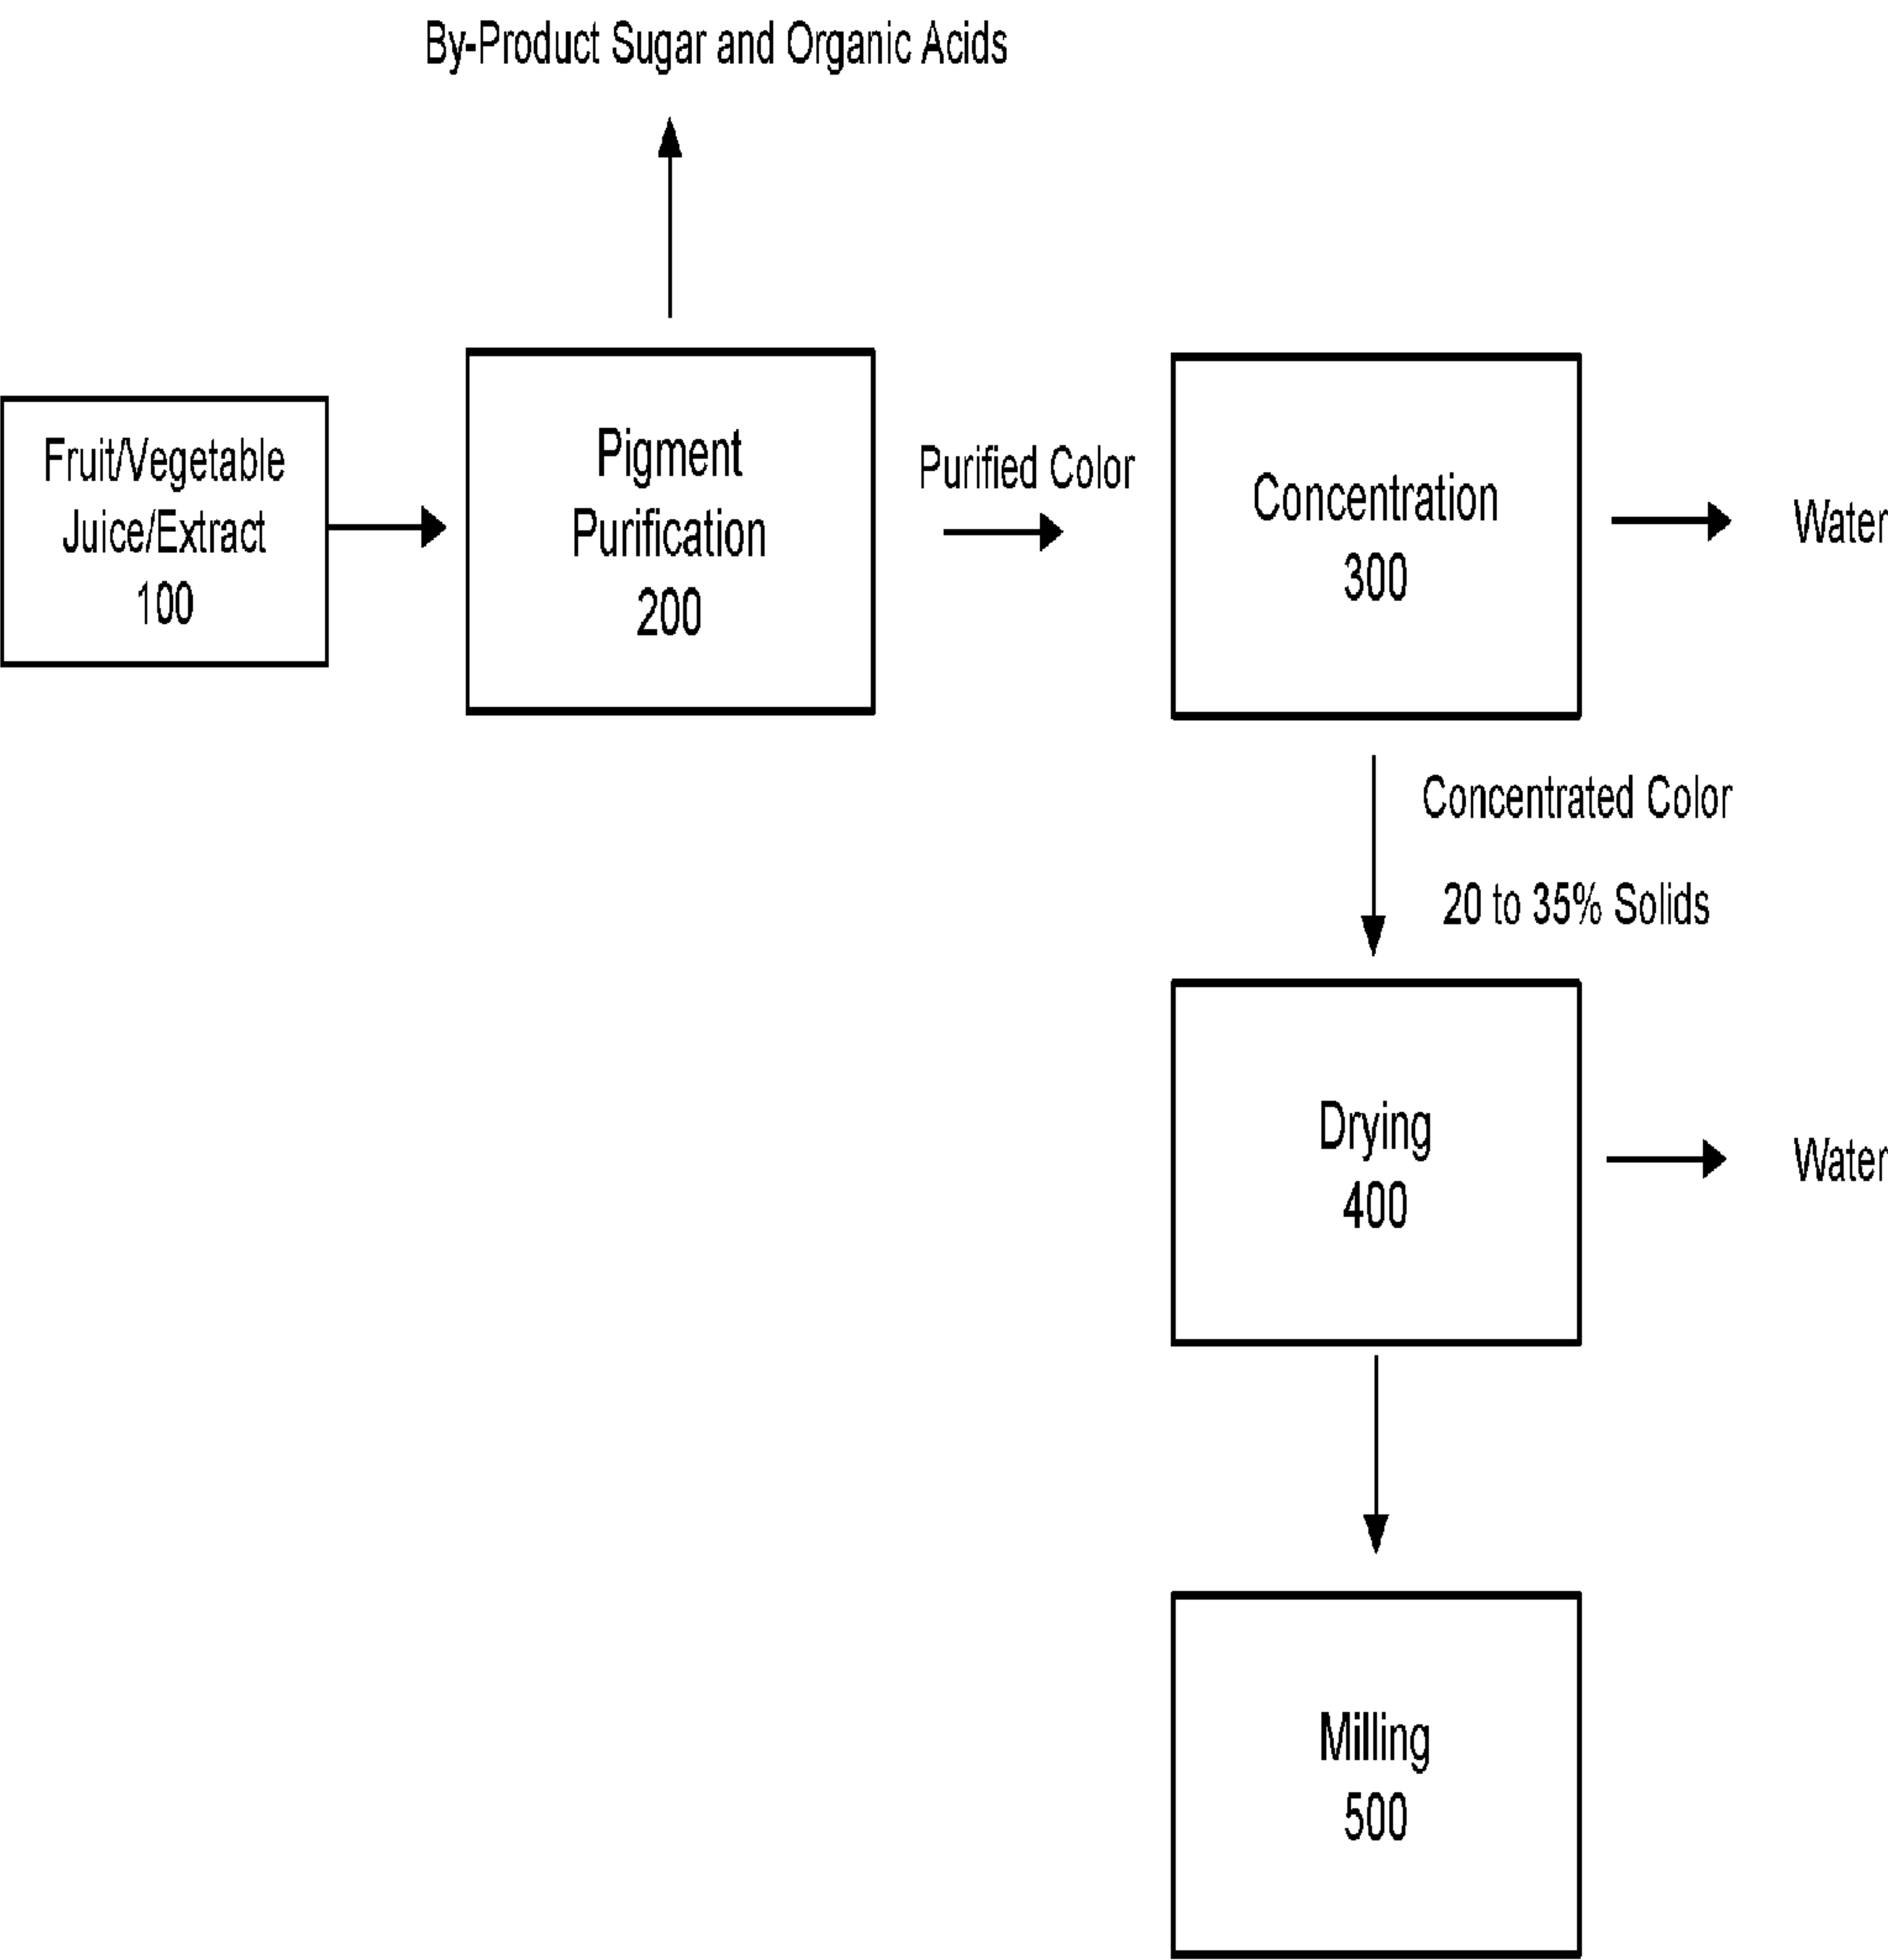 By-Product Sugar and Organic Acids
Fruit/Vegetable
Juice/Extract
100
Pigment
Purification
200
Purified Color
Concentration
300
Water
Concentrated Color
20 to 35% Solids
Drying
400
Water
Milling
500